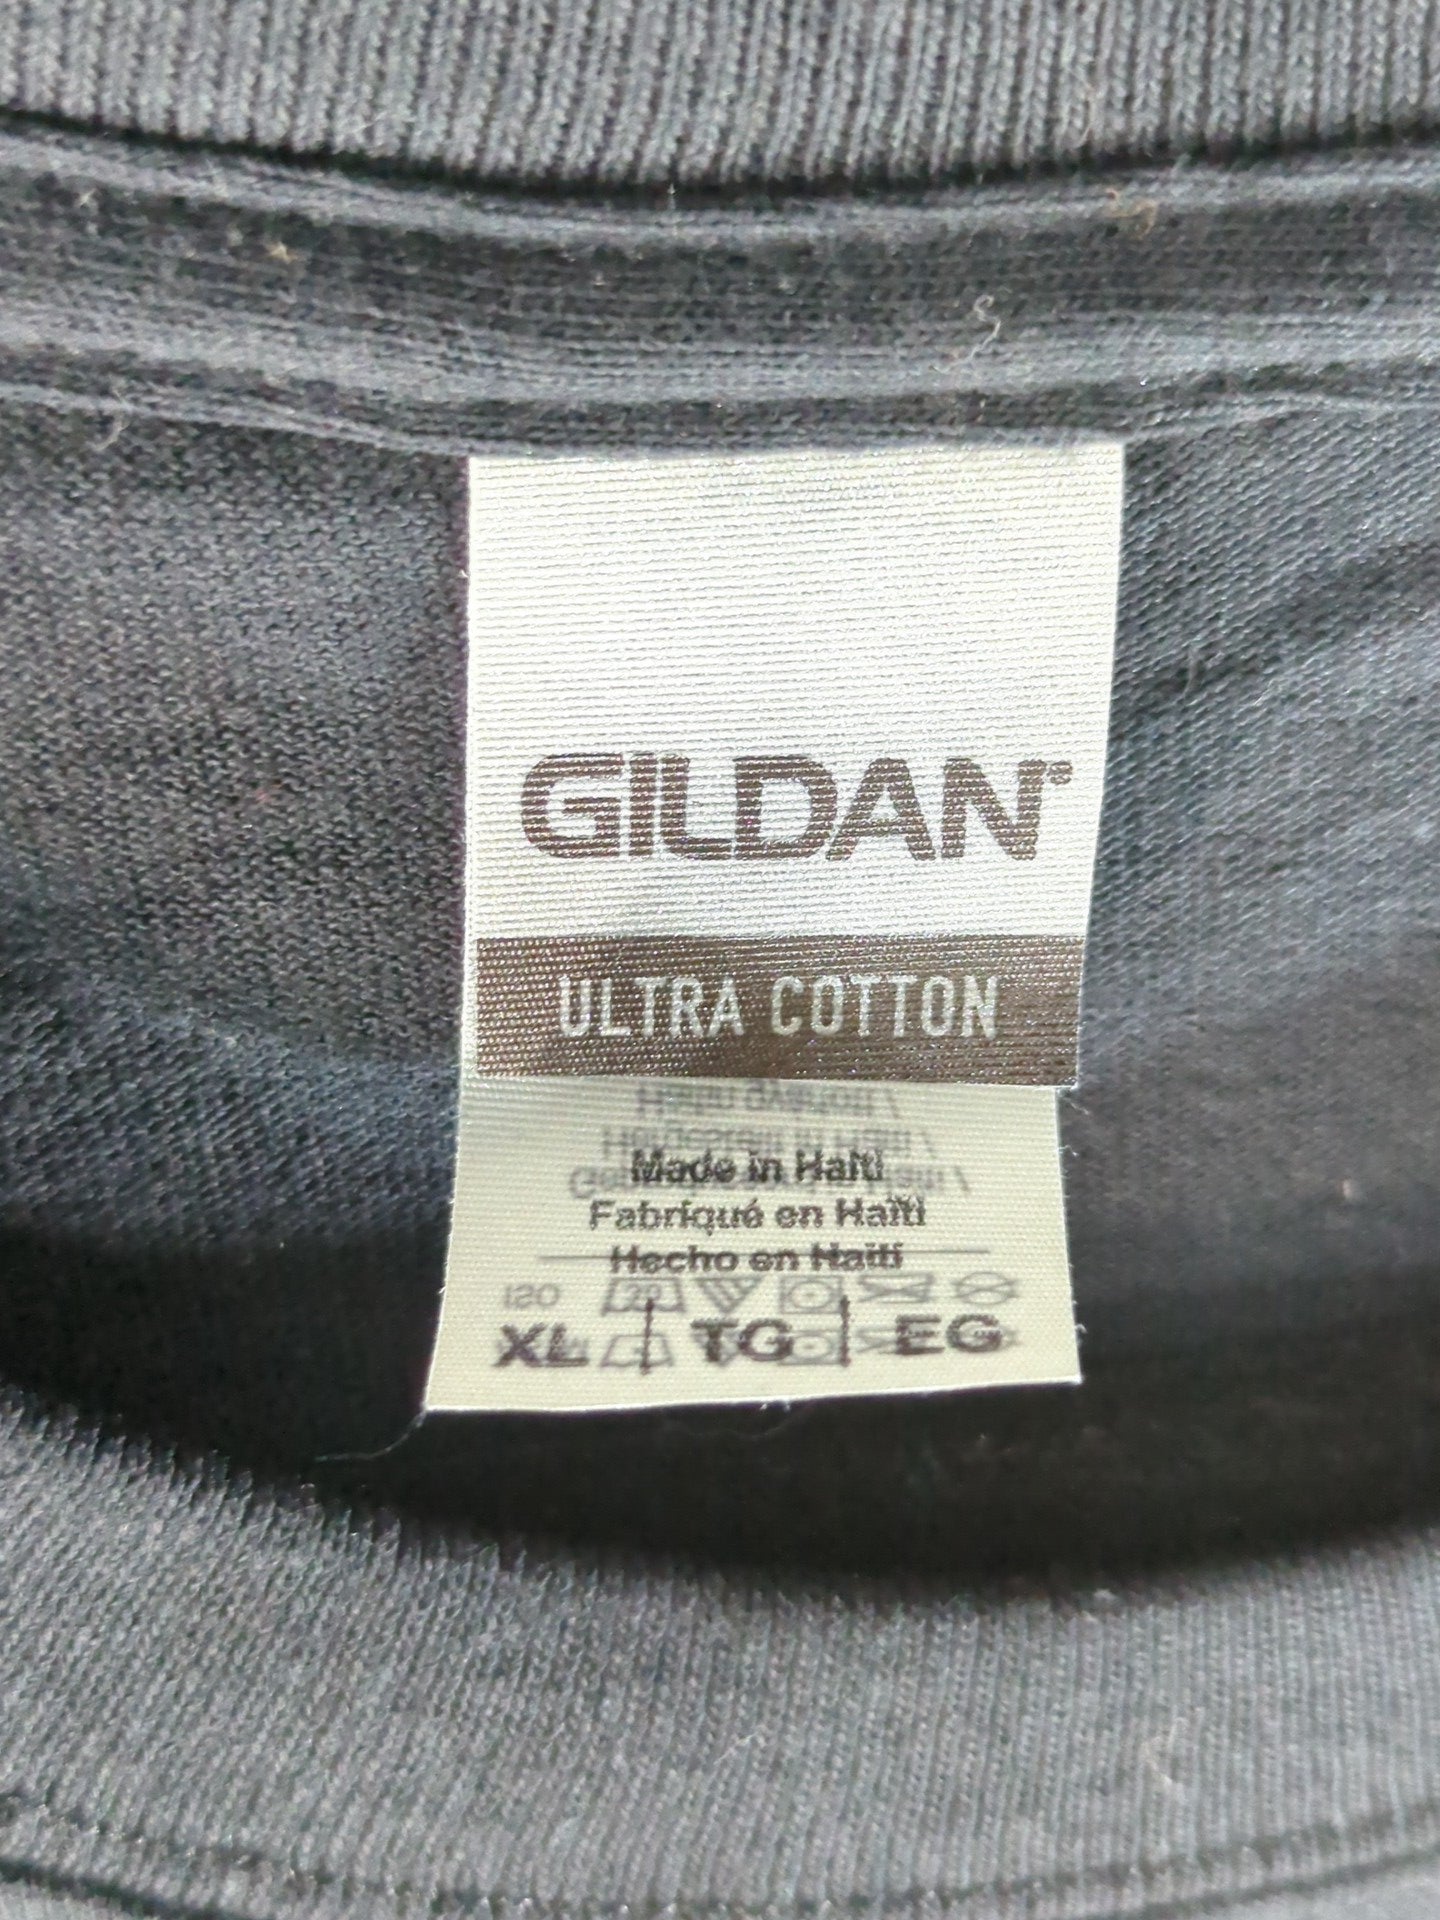 GILDAN®
ULTRA COTTON
Made in Haiti
Fabriqué en Haïti
Hecho en Haití
XL | TG | EG